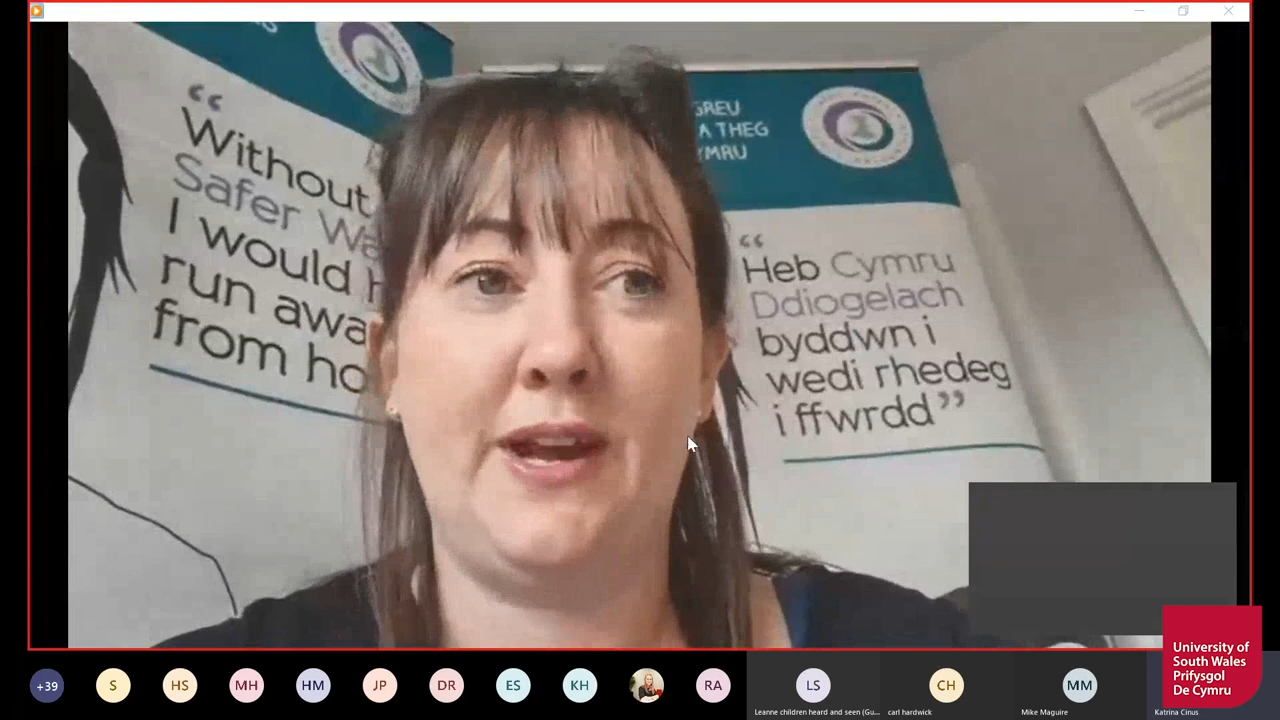 “
Without
Safer Wa
I would h
run awa
from ho
GREU
A THEG
YMRU
“
Heb Cymru
Ddiogelach
byddwn i
wedi rhedeg
i ffwrdd”
+39
S
HS
MH
HM
JP
DR
ES
KH
RA
LS
CH
MM
Leanne children heard and seen (Gu...
carl hardwick
Mike Maguire
Katrina Cinus
University of
South Wales
Prifysgol
De Cymru